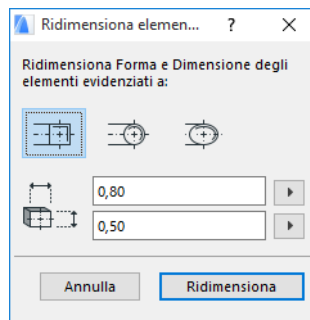 Ridimensiona elemen... ?
Ridimensiona Forma e Dimensione degli
elementi evidenziati a:
0,80
0,50
Annulla Ridimensiona